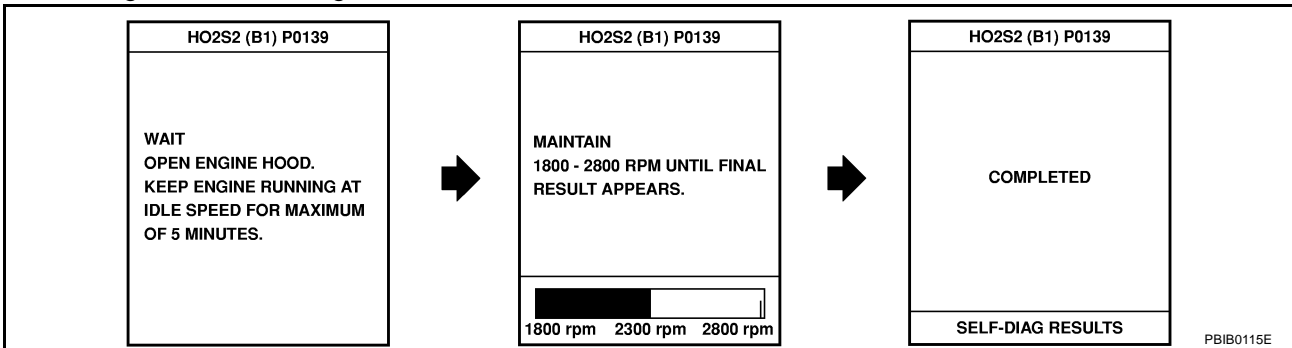 HO2S2 (B1) P0139
WAIT
OPEN ENGINE HOOD.
KEEP ENGINE RUNNING AT
IDLE SPEED FOR MAXIMUM
OF 5 MINUTES.
HO2S2 (B1) P0139
MAINTAIN
1800 - 2800 RPM UNTIL FINAL
RESULT APPEARS.
1800 rpm 2300 rpm 2800 rpm
HO2S2 (B1) P0139
COMPLETED
SELF-DIAG RESULTS
PBIB0115E